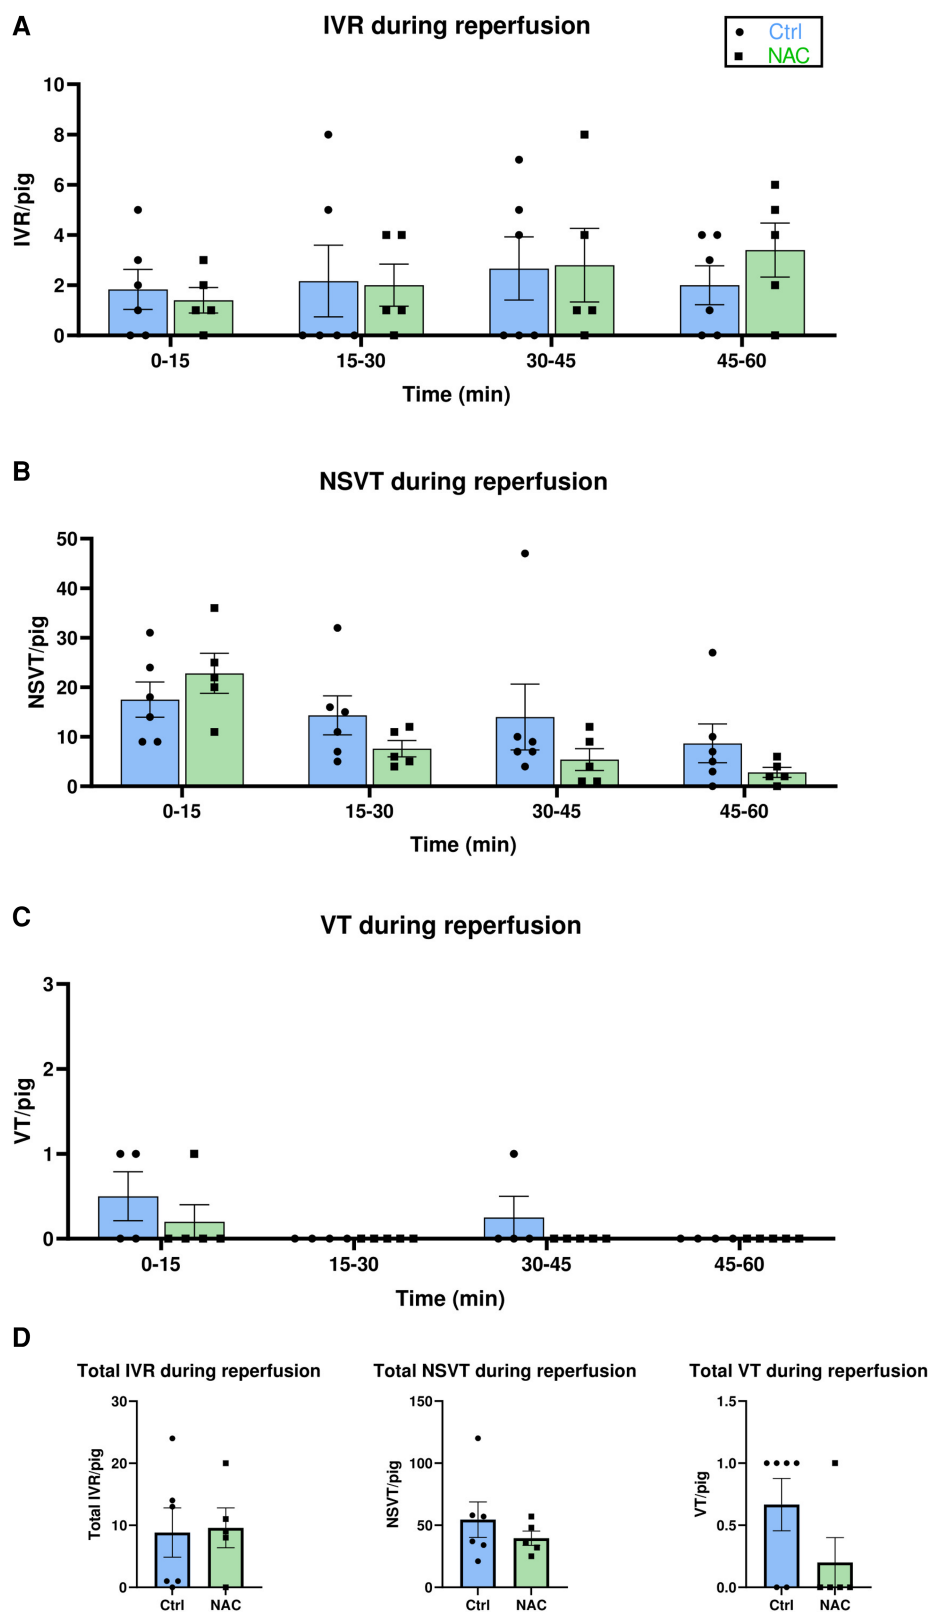 A
IVR during reperfusion
Ctrl
NAC
IVR/pig
10
8
6
4
2
0
0-15 15-30 30-45 45-60
Time (min)
B
NSVT during reperfusion
NSVT/pig
50
40
30
20
10
0
0-15 15-30 30-45 45-60
Time (min)
C
VT during reperfusion
VT/pig
3
2
1
0
0-15 15-30 30-45 45-60
Time (min)
D
Total IVR during reperfusion
Total IVR/pig
30
20
10
0
Ctrl NAC
Total NSVT during reperfusion
NSVT/pig
150
100
50
0
Ctrl NAC
Total VT during reperfusion
VT/pig
1.5
1.0
0.5
0.0
Ctrl NAC